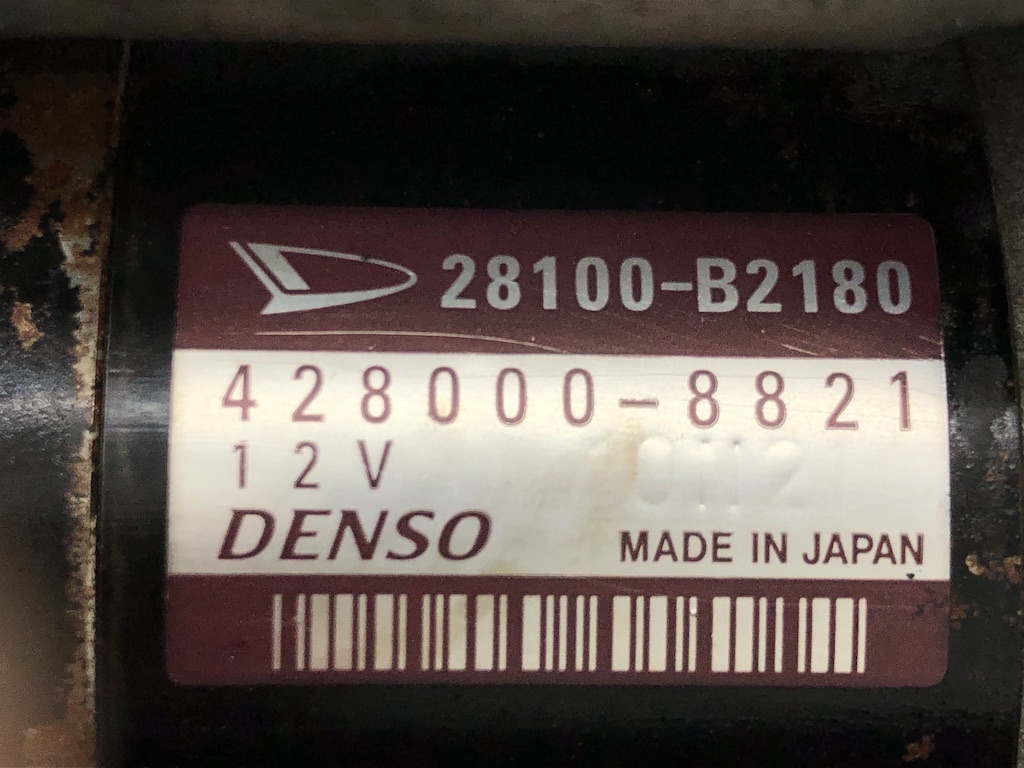 28100-B2180
428000-8821
12V
DENSO
MADE IN JAPAN